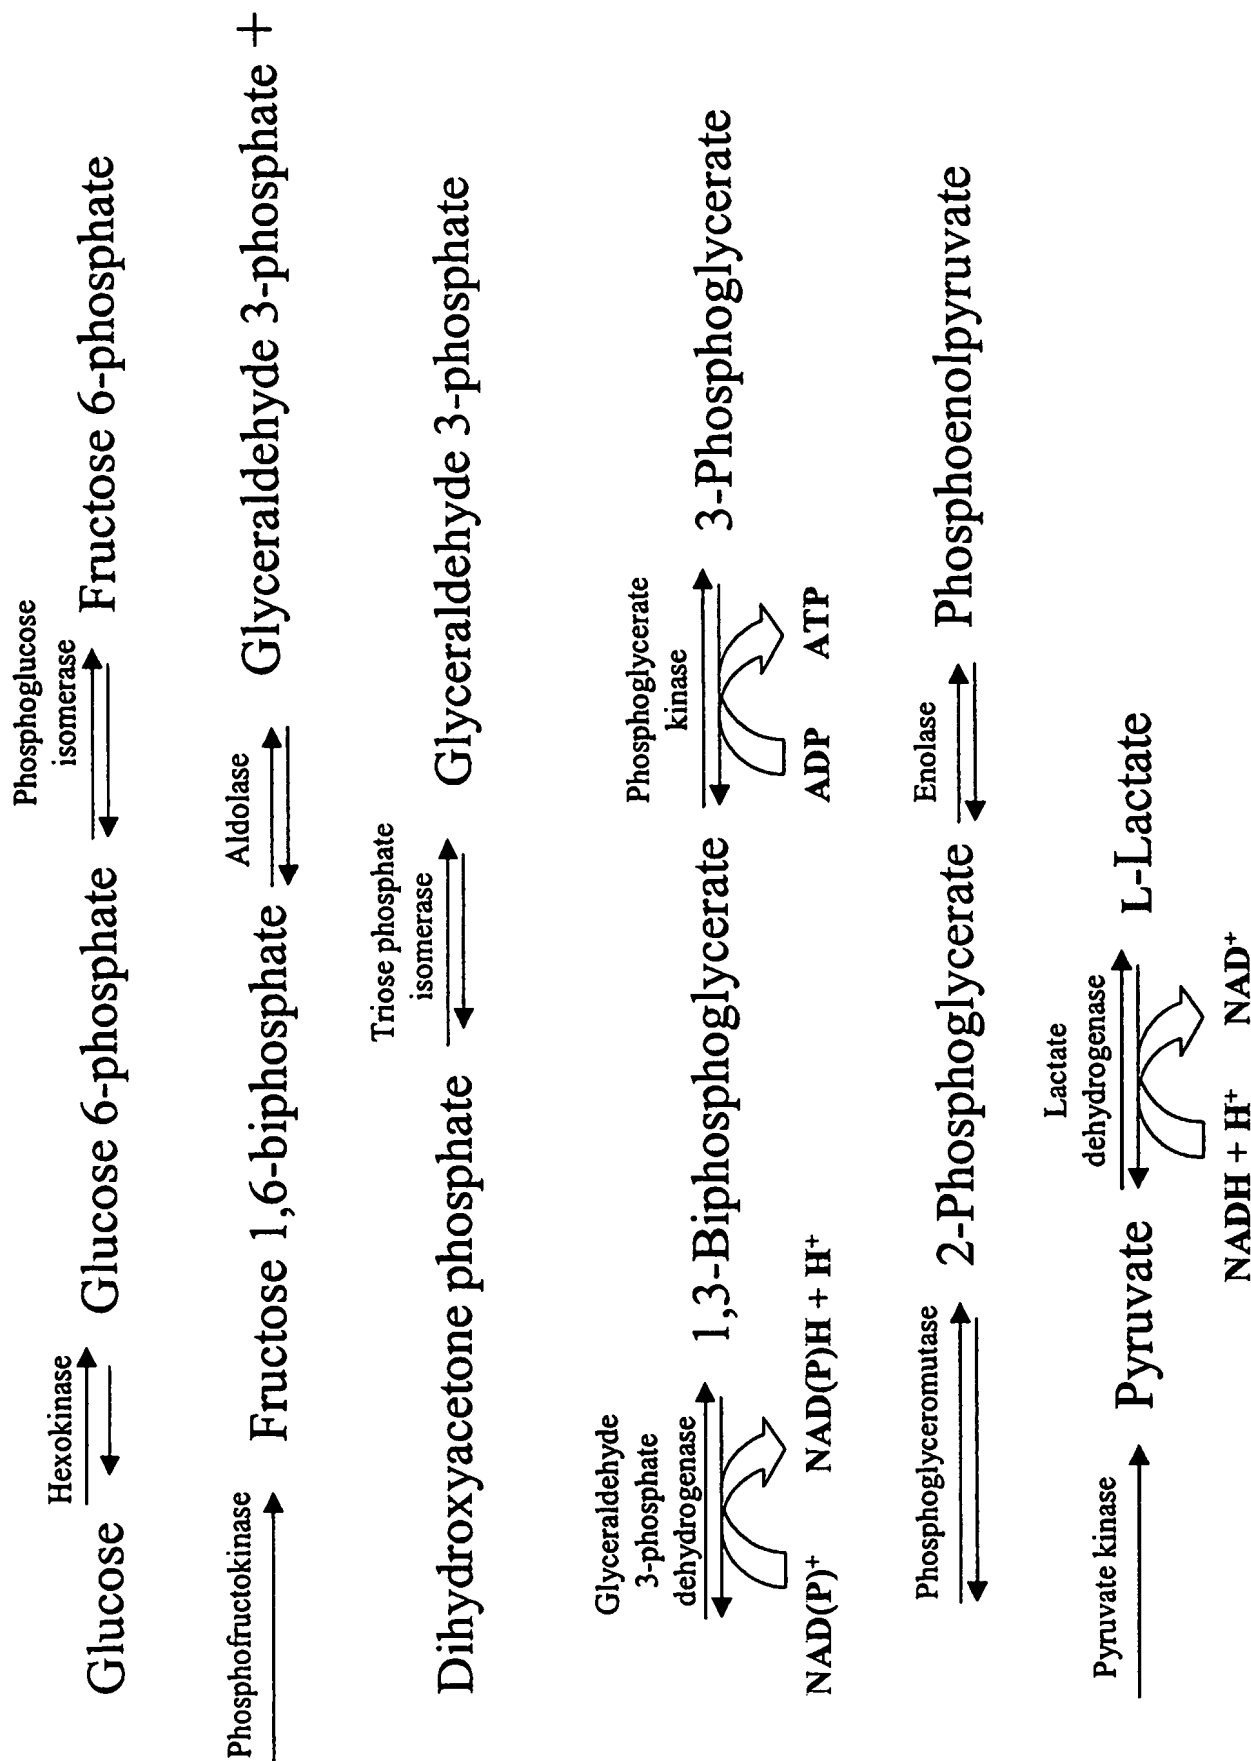 Hexokinase
Phosphoglucose
isomerase
Glucose
Glucose 6-phosphate
Fructose 6-phosphate
Phosphofructokinase
Aldolase
Fructose 1,6-biphosphate
Glyceraldehyde 3-phosphate +
Triose phosphate
isomerase
Dihydroxyacetone phosphate
Glyceraldehyde 3-phosphate
Glyceraldehyde
3-phosphate
dehydrogenase
Phosphoglycerate
kinase
1,3-Biphosphoglycerate
3-Phosphoglycerate
NAD(P)⁺
NAD(P)H + H⁺
ADP
ATP
Phosphoglyceromutase
Enolase
2-Phosphoglycerate
Phosphoenolpyruvate
Pyruvate kinase
Lactate
dehydrogenase
Pyruvate
L-Lactate
NADH + H⁺
NAD⁺